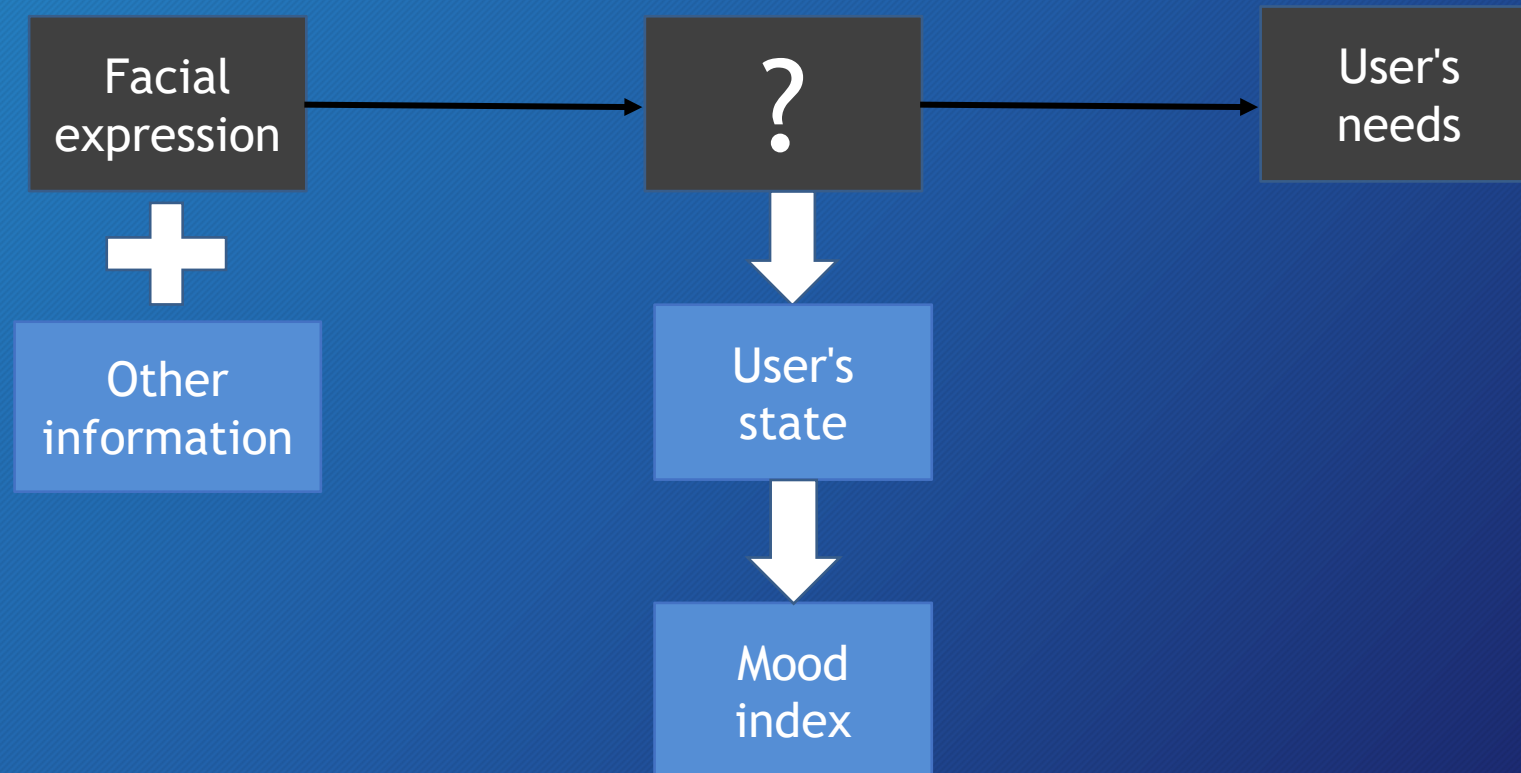 Facial
expression
?
User's
needs
Other
information
User's
state
Mood
index